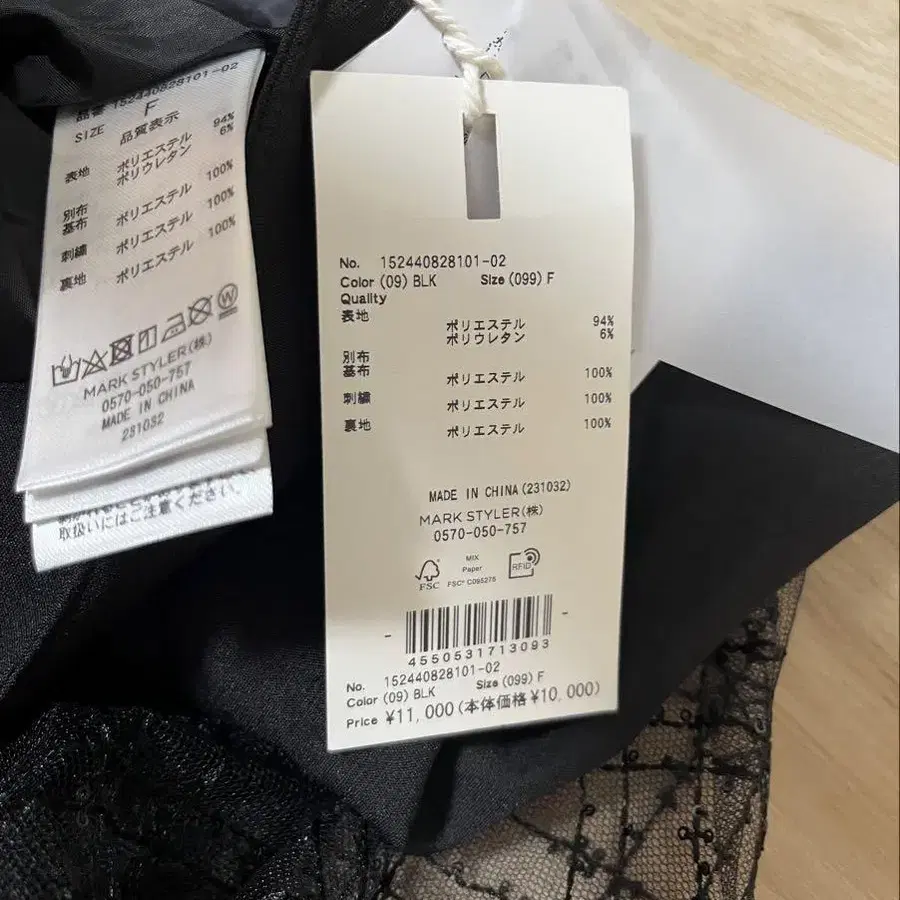 品番 152440828101-02
SIZE F
品質表示
表地 ポリエステル 94%
ポリウレタン 6%
別布
基布 ポリエステル 100%
刺繍 ポリエステル 100%
裏地 ポリエステル 100%
MARK STYLER(株)
0570-050-757
MADE IN CHINA
231032
取扱いにはご注意ください。
No. 152440828101-02
Color (09) BLK Size (099) F
Quality
表地 ポリエステル 94%
ポリウレタン 6%
別布
基布 ポリエステル 100%
刺繍 ポリエステル 100%
裏地 ポリエステル 100%
MADE IN CHINA (231032)
MARK STYLER(株)
0570-050-757
FSC
MIX
Paper
FSC® C095275
RFID
4550531713093
No. 152440828101-02
Color (09) BLK Size (099) F
Price ¥11,000(本体価格¥10,000)